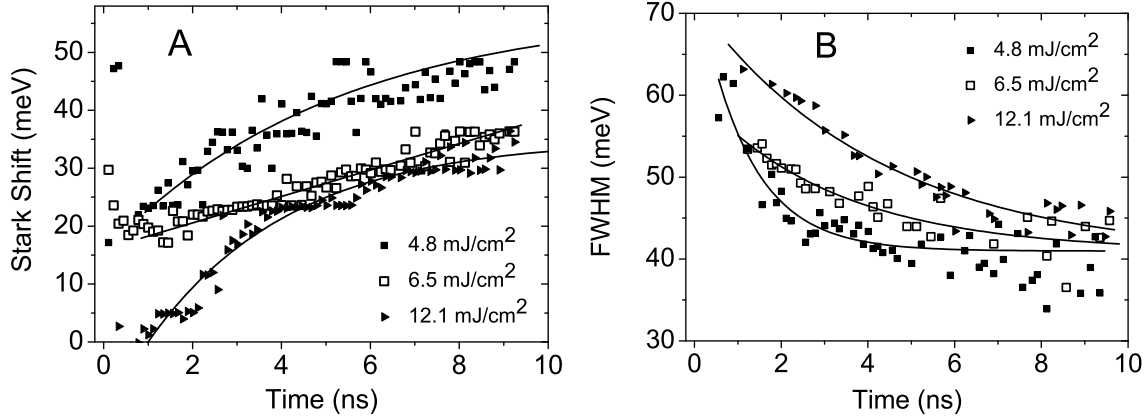 A
Stark Shift (meV)
50
40
30
20
10
0
4.8 mJ/cm²
6.5 mJ/cm²
12.1 mJ/cm²
0 2 4 6 8 10
Time (ns)
B
FWHM (meV)
70
60
50
40
30
4.8 mJ/cm²
6.5 mJ/cm²
12.1 mJ/cm²
0 2 4 6 8 10
Time (ns)